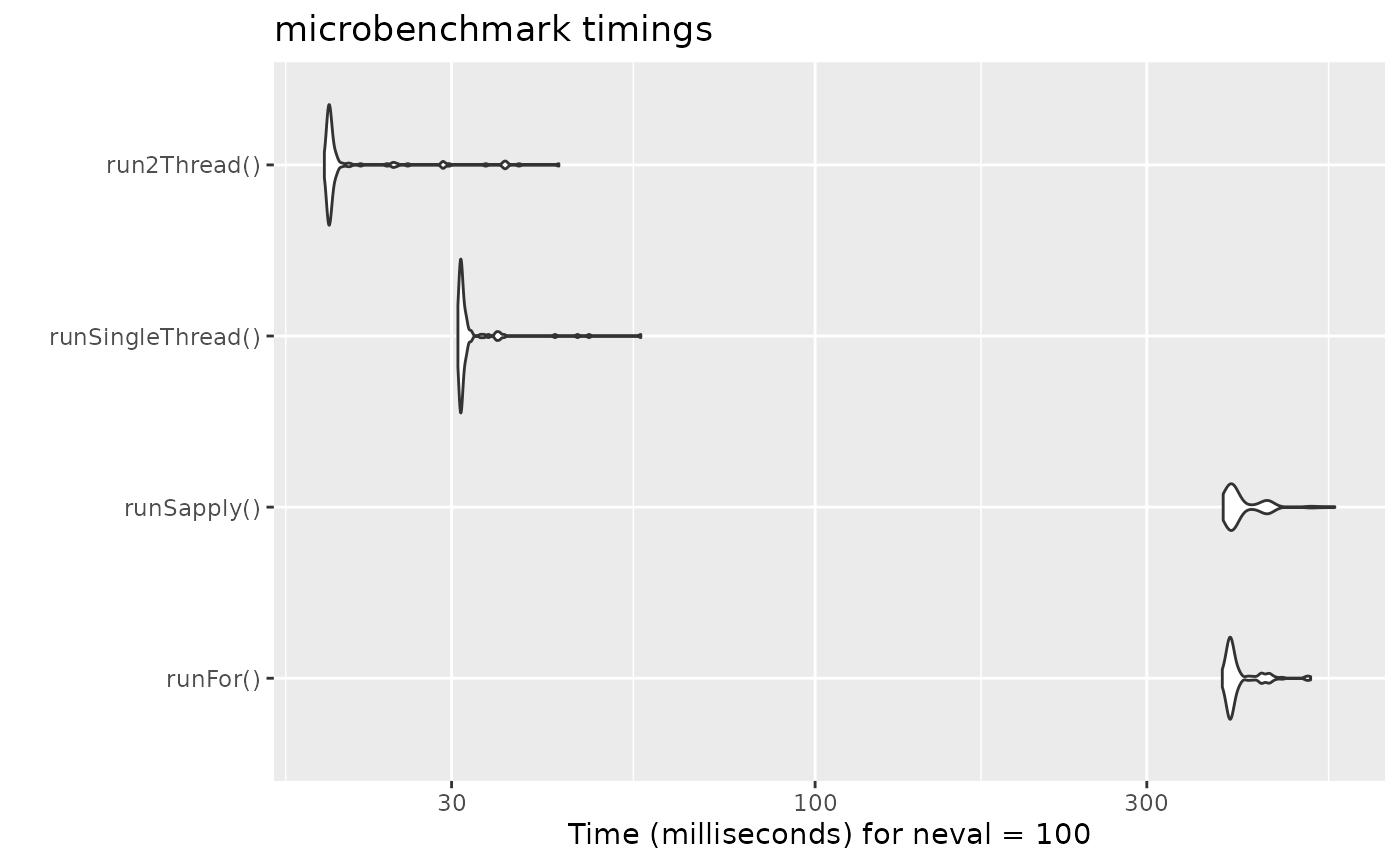 microbenchmark timings
run2Thread()
runSingleThread()
runSapply()
runFor()
30 100 300
Time (milliseconds) for neval = 100